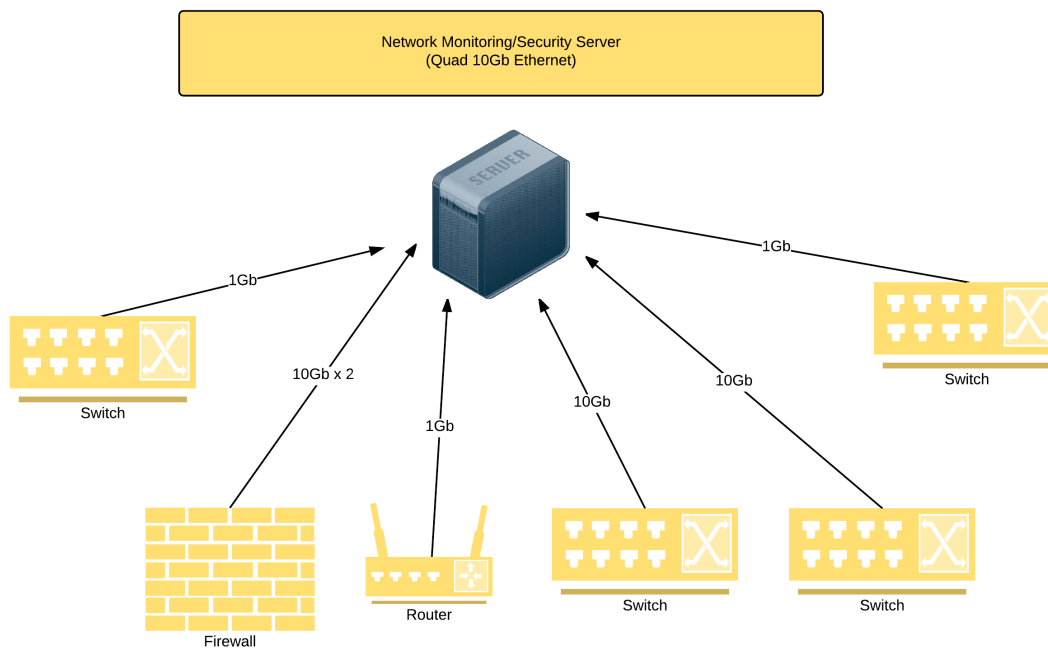 Network Monitoring/Security Server
(Quad 10Gb Ethernet)
SERVER
1Gb
1Gb
10Gb x 2
10Gb
10Gb
1Gb
Switch
Switch
Firewall
Router
Switch
Switch